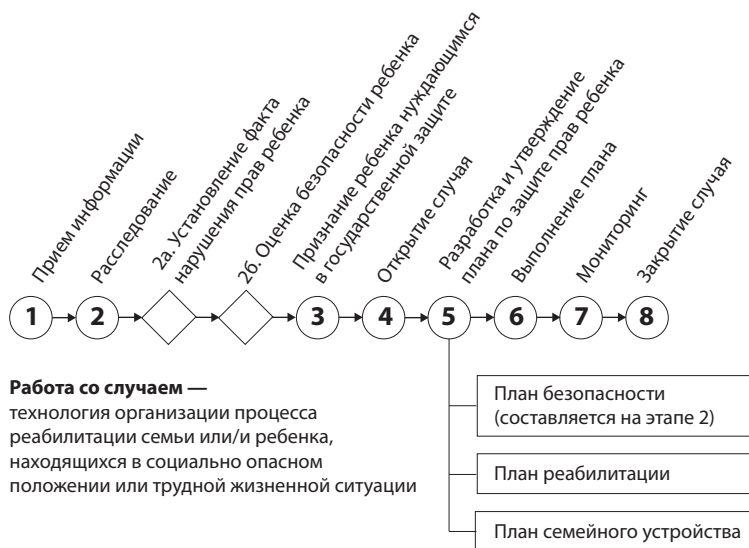 Прием информации
Расследование
2а. Установление факта
нарушения прав ребенка
2б. Оценка безопасности ребенка
Признание ребенка нуждающимся
в государственной защите
Открытие случая
Разработка и утверждение
плана по защите прав ребенка
Выполнение плана
Мониторинг
Закрытие случая
1
2
3
4
5
6
7
8
Работа со случаем —
технология организации процесса
реабилитации семьи или/и ребенка,
находящихся в социально опасном
положении или трудной жизненной ситуации
План безопасности
(составляется на этапе 2)
План реабилитации
План семейного устройства